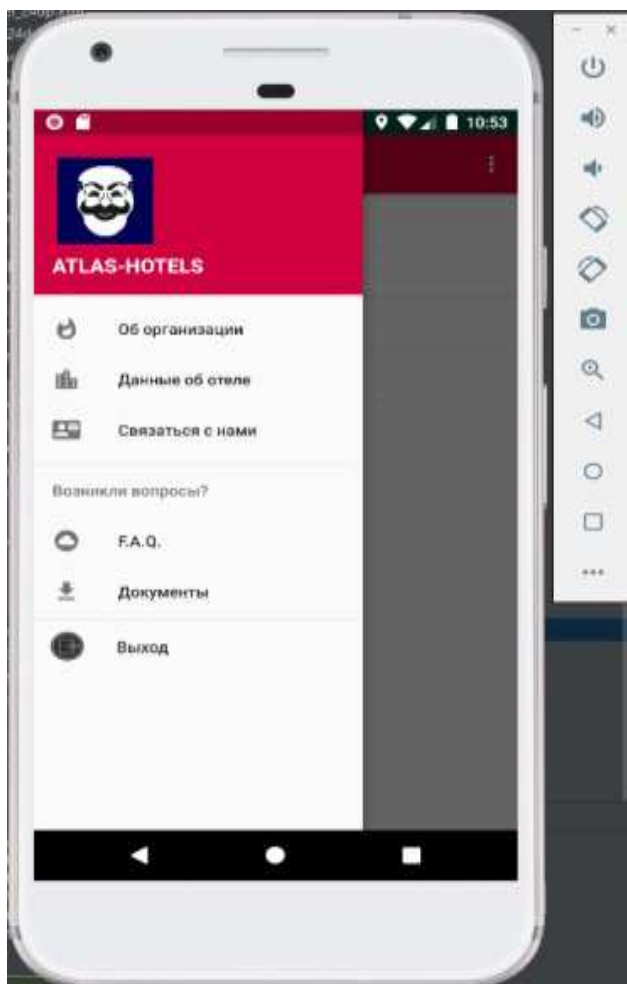 10:53
ATLAS-HOTELS
Об организации
Данные об отеле
Связаться с нами
Возникли вопросы?
F.A.Q.
Документы
Выход